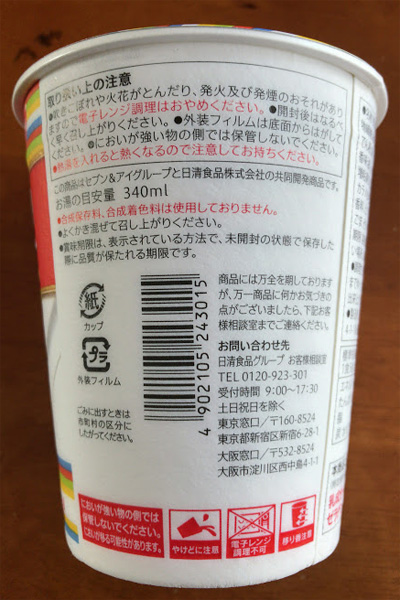 取り扱い上の注意
●吹きこぼれや火花がとんだり、発火及び発煙のおそれがあり
ますので電子レンジ調理はおやめください。●開封後はなるべ
く早く召し上がりください。●外装フィルムは底面からはがして
ください。●においが強い物の側では保管しないでください。
●熱湯を入れると熱くなるので注意してお持ちください。
この商品はセブン&アイグループと日清食品株式会社の共同開発商品です。
お湯の目安量 340ml
●合成保存料、合成着色料は使用しておりません。
●よくかき混ぜて召し上がりください。
●賞味期限は、表示されている方法で、未開封の状態で保存した
際に品質が保たれる期限です。
紙
カップ
プラ
外装フィルム
ごみに出すときは
市町村の区分に
したがってください。
4 902105 243015
商品には万全を期しております
が、万一商品に何かお気づきの
点がございましたら、下記お客
様相談室までご連絡ください。
お問い合わせ先
日清食品グループ お客様相談室
TEL 0120-923-301
受付時間 9:00〜17:30
土日祝日を除く
東京窓口/〒160-8524
東京都新宿区新宿6-28-1
大阪窓口/〒532-8524
大阪市淀川区西中島4-1-1
においが強い物の側では
保管しないでください。
においが移る可能性があります。
やけどに注意
電子レンジ
調理不可
移り香注意